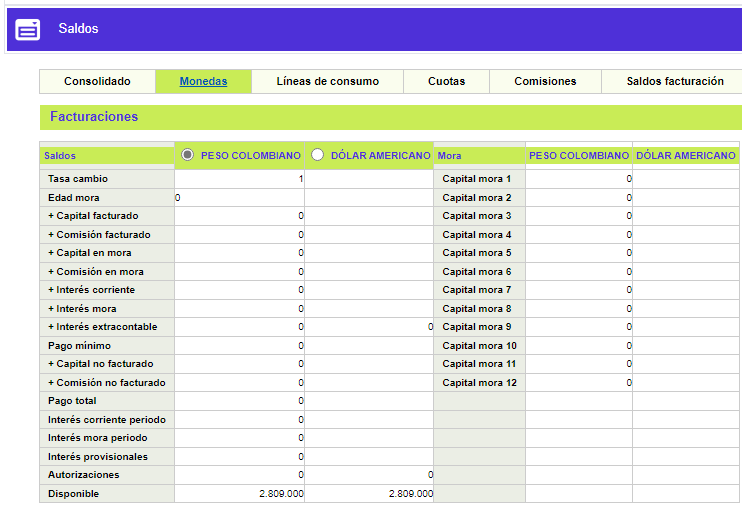 Saldos
Consolidado Monedas Líneas de consumo Cuotas Comisiones Saldos facturación
Facturaciones
Saldos PESO COLOMBIANO DÓLAR AMERICANO Mora PESO COLOMBIANO DÓLAR AMERICANO
Tasa cambio 1 Capital mora 1 0
Edad mora 0 Capital mora 2 0
+ Capital facturado 0 Capital mora 3 0
+ Comisión facturado 0 Capital mora 4 0
+ Capital en mora 0 Capital mora 5 0
+ Comisión en mora 0 Capital mora 6 0
+ Interés corriente 0 Capital mora 7 0
+ Interés mora 0 Capital mora 8 0
+ Interés extracontable 0 0 Capital mora 9 0
Pago mínimo 0 Capital mora 10 0
+ Capital no facturado 0 Capital mora 11 0
+ Comisión no facturado 0 Capital mora 12 0
Pago total 0
Interés corriente periodo 0
Interés mora periodo 0
Interés provisionales 0
Autorizaciones 0 0
Disponible 2.809.000 2.809.000